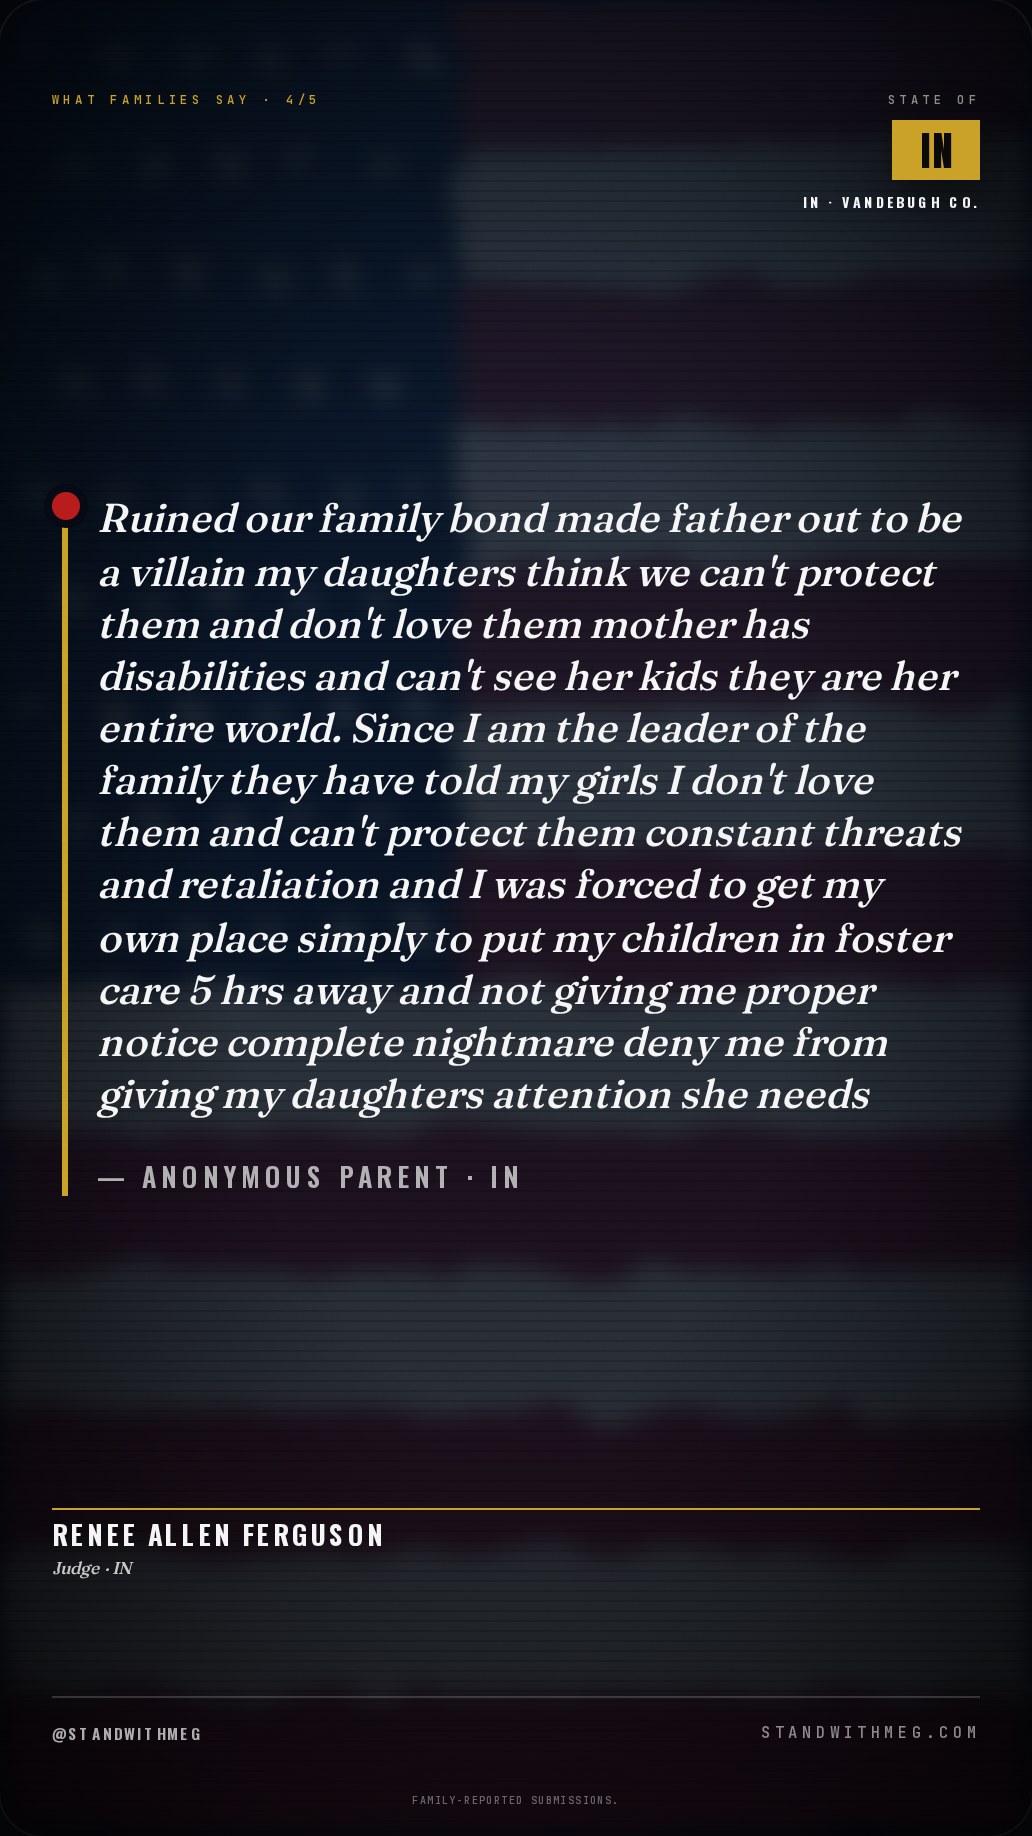 WHAT FAMILIES SAY · 4/5
STATE OF
IN
IN · VANDEBUGH CO.
Ruined our family bond made father out to be
a villain my daughters think we can't protect
them and don't love them mother has
disabilities and can't see her kids they are her
entire world. Since I am the leader of the
family they have told my girls I don't love
them and can't protect them constant threats
and retaliation and I was forced to get my
own place simply to put my children in foster
care 5 hrs away and not giving me proper
notice complete nightmare deny me from
giving my daughters attention she needs
— ANONYMOUS PARENT · IN
RENEE ALLEN FERGUSON
Judge · IN
@STANDWITHMEG
STANDWITHMEG.COM
FAMILY-REPORTED SUBMISSIONS.